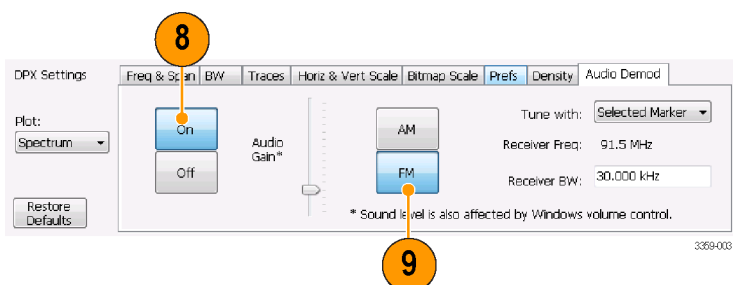 8
DPX Settings
Freq & Span BW Traces Horiz & Vert Scale Bitmap Scale Prefs Density Audio Demod
Plot:
Spectrum
On
Off
Audio
Gain*
AM
FM
Tune with: Selected Marker
Receiver Freq: 91.5 MHz
Receiver BW: 30.000 kHz
Restore
Defaults
* Sound level is also affected by Windows volume control.
3359-003
9